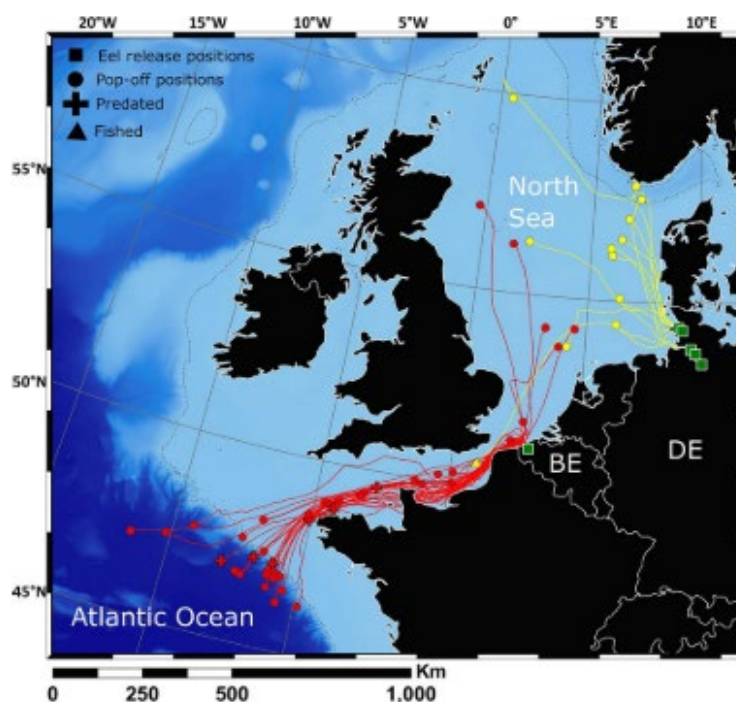 20°W 15°W 10°W 5°W 0° 5°E 10°E
Eel release positions
Pop-off positions
Predated
Fished
55°N
North
Sea
50°N
BE
DE
45°N
Atlantic Ocean
Km
0 250 500 1,000